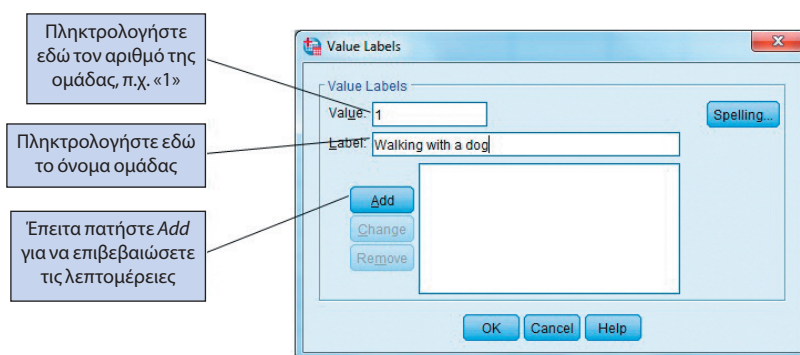 Πληκτρολογήστε
εδώ τον αριθμό της
ομάδας, π.χ. «1»
Πληκτρολογήστε εδώ
το όνομα ομάδας
Έπειτα πατήστε Add
για να επιβεβαιώσετε
τις λεπτομέρειες
Value Labels
x
Value Labels
Value: 1
Spelling...
Label: Walking with a dog
Add
Change
Remove
OK Cancel Help